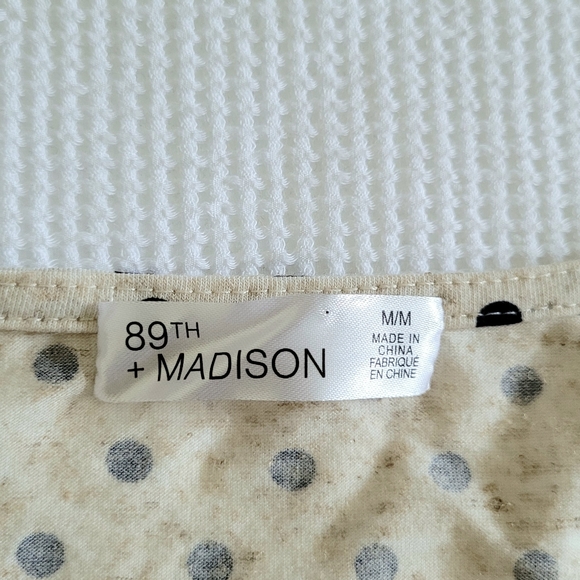 89TH
+ MADISON
M/M
MADE IN
CHINA
FABRIQUÉ
EN CHINE